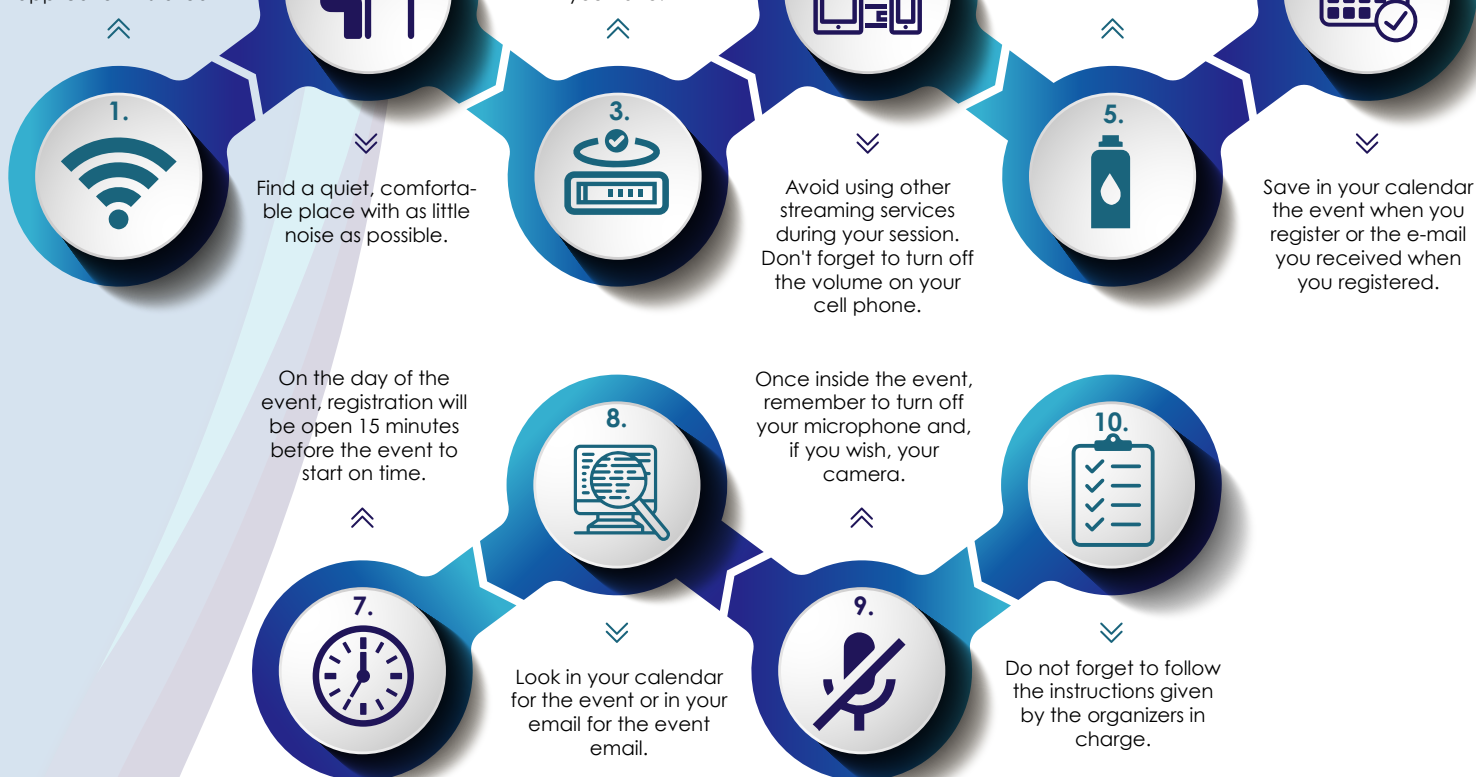 1.
Find a quiet, comforta-
ble place with as little
noise as possible.
3.
Avoid using other
streaming services
during your session.
Don't forget to turn off
the volume on your
cell phone.
5.
Save in your calendar
the event when you
register or the e-mail
you received when
you registered.
On the day of the
event, registration will
be open 15 minutes
before the event to
start on time.
7.
8.
Look in your calendar
for the event or in your
email for the event
email.
Once inside the event,
remember to turn off
your microphone and,
if you wish, your
camera.
9.
10.
Do not forget to follow
the instructions given
by the organizers in
charge.